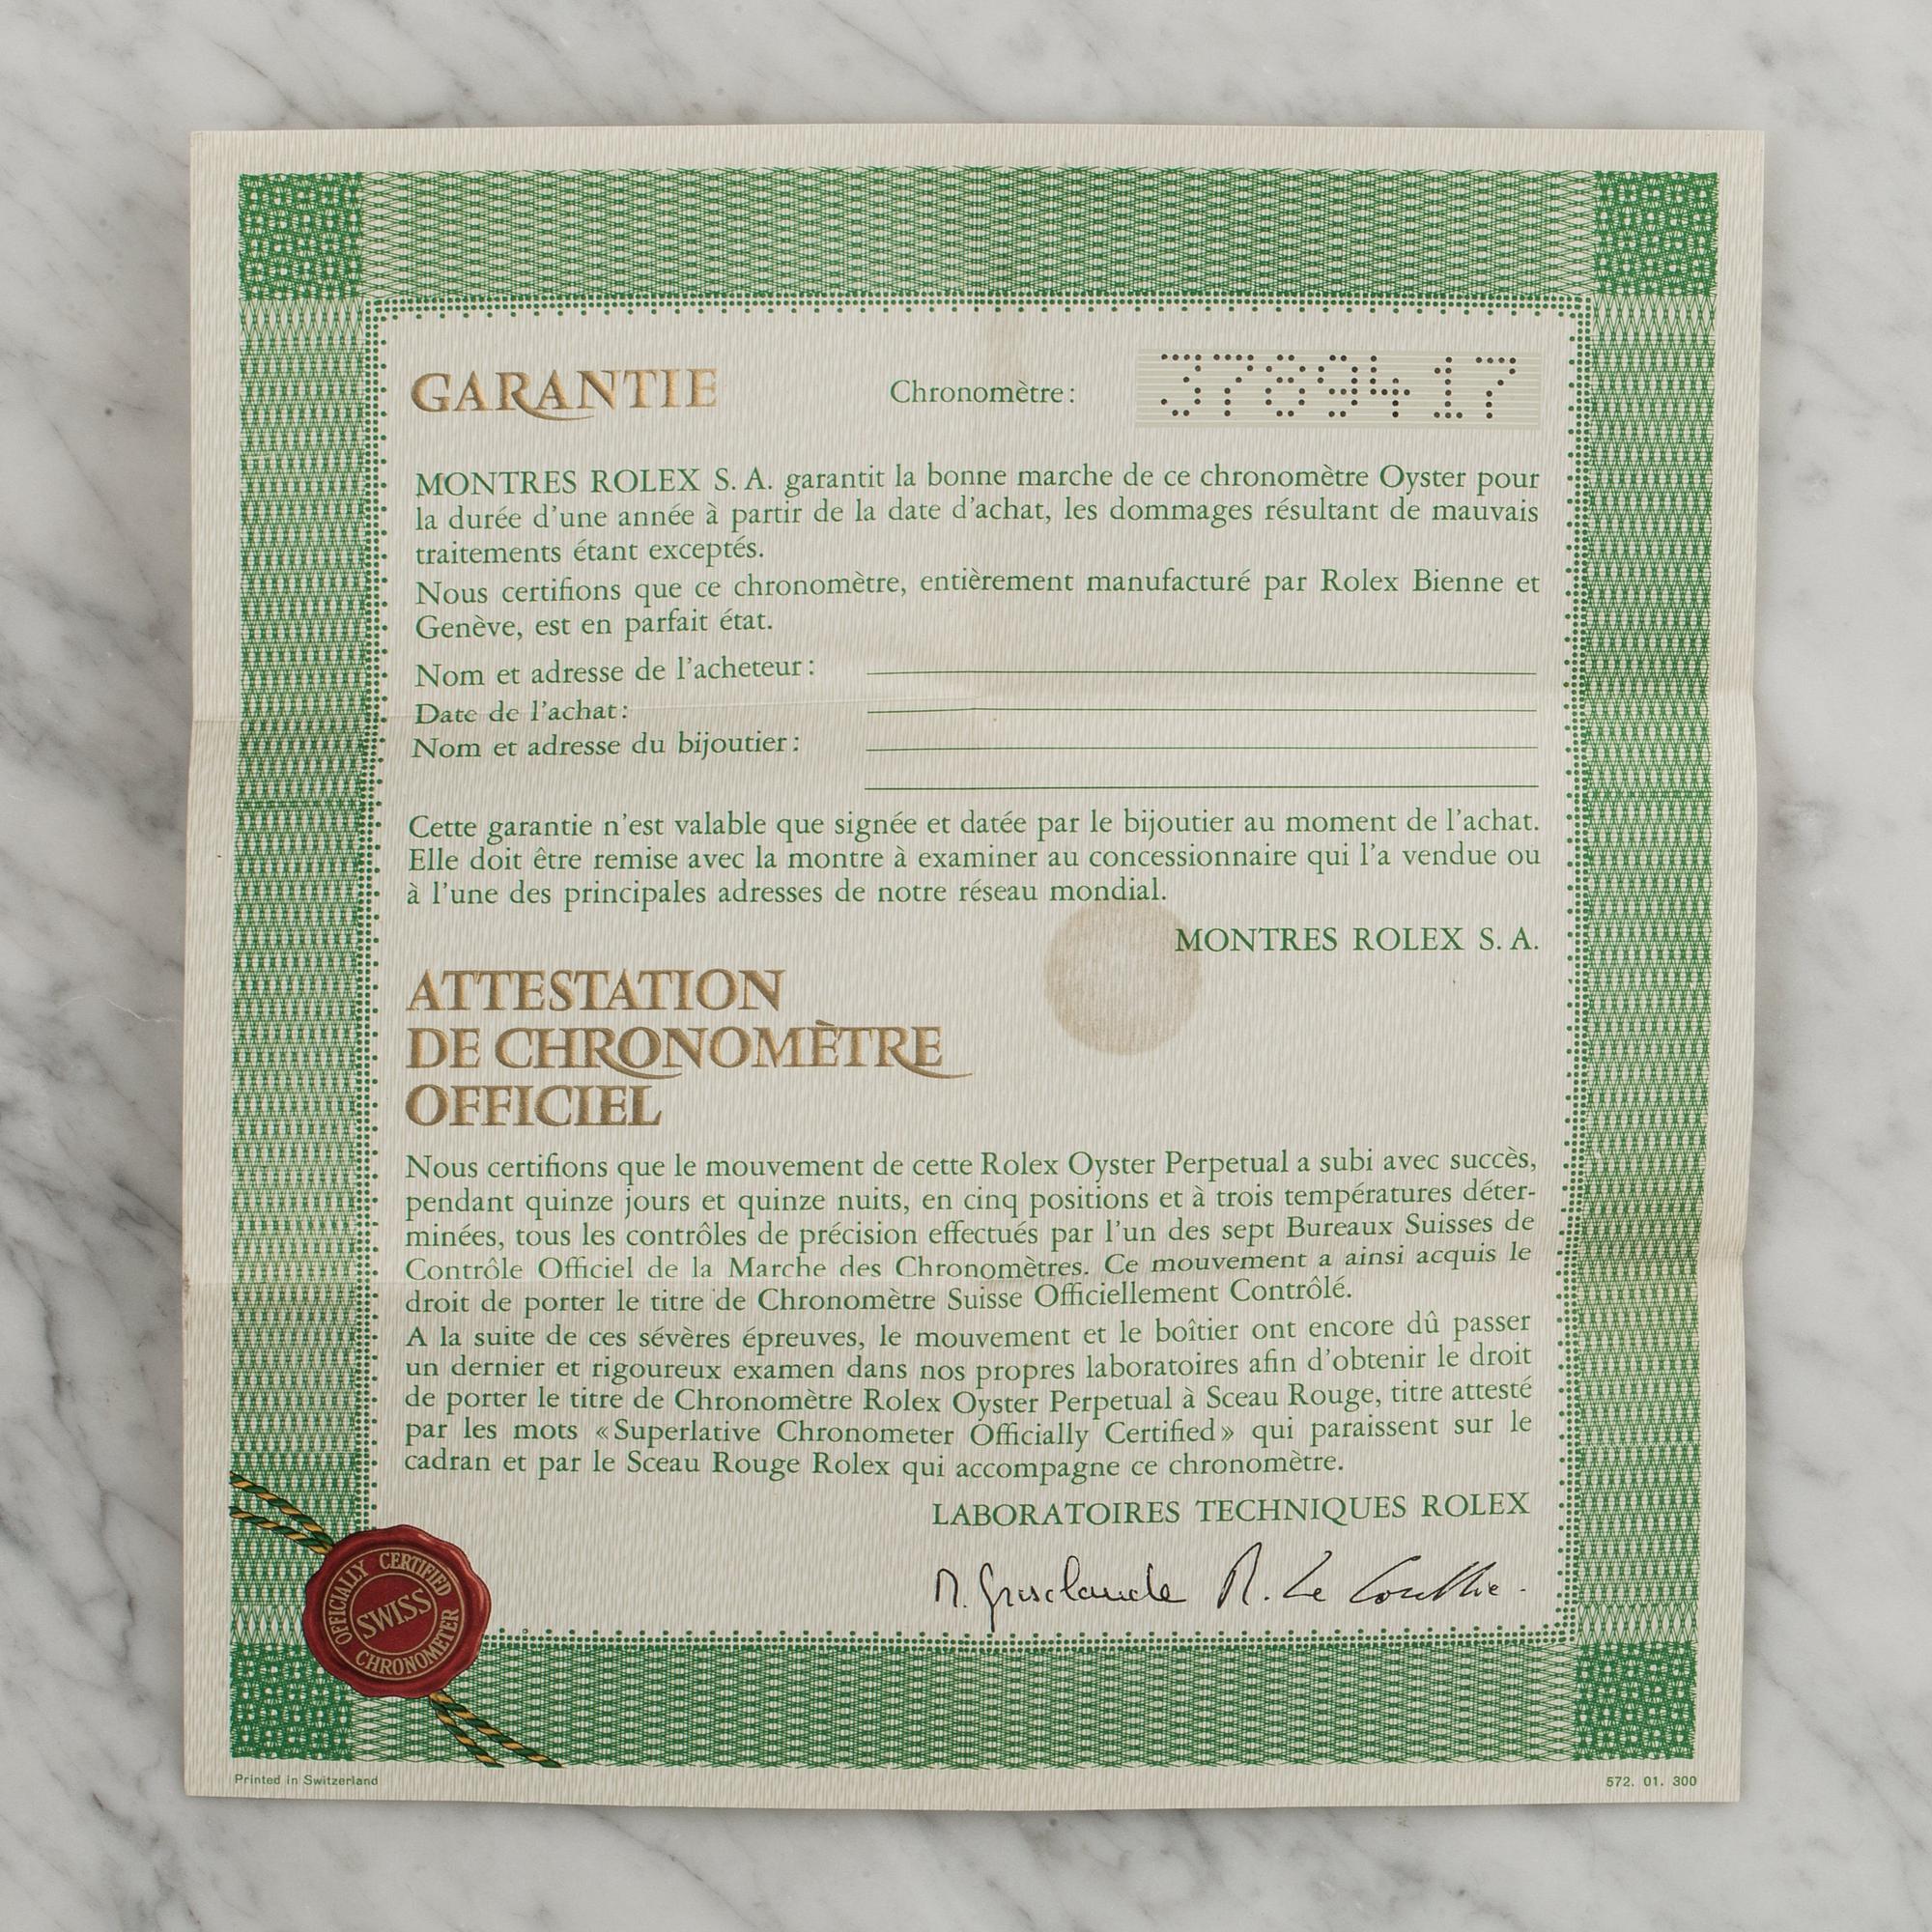 GARANTIE Chronomètre: 3789417
MONTRES ROLEX S. A. garantit la bonne marche de ce chronomètre Oyster pour
la durée d'une année à partir de la date d'achat, les dommages résultant de mauvais
traitements étant exceptés.
Nous certifions que ce chronomètre, entièrement manufacturé par Rolex Bienne et
Genève, est en parfait état.
Nom et adresse de l'acheteur:
Date de l'achat:
Nom et adresse du bijoutier:
Cette garantie n'est valable que signée et datée par le bijoutier au moment de l'achat.
Elle doit être remise avec la montre à examiner au concessionnaire qui l'a vendue ou
à l'une des principales adresses de notre réseau mondial.
MONTRES ROLEX S. A.
ATTESTATION
DE CHRONOMÈTRE
OFFICIEL
Nous certifions que le mouvement de cette Rolex Oyster Perpetual a subi avec succès,
pendant quinze jours et quinze nuits, en cinq positions et à trois températures déter-
minées, tous les contrôles de précision effectués par l'un des sept Bureaux Suisses de
Contrôle Officiel de la Marche des Chronomètres. Ce mouvement a ainsi acquis le
droit de porter le titre de Chronomètre Suisse Officiellement Contrôlé.
A la suite de ces sévères épreuves, le mouvement et le boîtier ont encore dû passer
un dernier et rigoureux examen dans nos propres laboratoires afin d'obtenir le droit
de porter le titre de Chronomètre Rolex Oyster Perpetual à Sceau Rouge, titre attesté
par les mots «Superlative Chronometer Officially Certified» qui paraissent sur le
cadran et par le Sceau Rouge Rolex qui accompagne ce chronomètre.
LABORATOIRES TECHNIQUES ROLEX
M. Grisclaude R. Le Coultre.
OFFICIALLY CERTIFIED
SWISS
CHRONOMETER
Printed in Switzerland 572. 01. 300